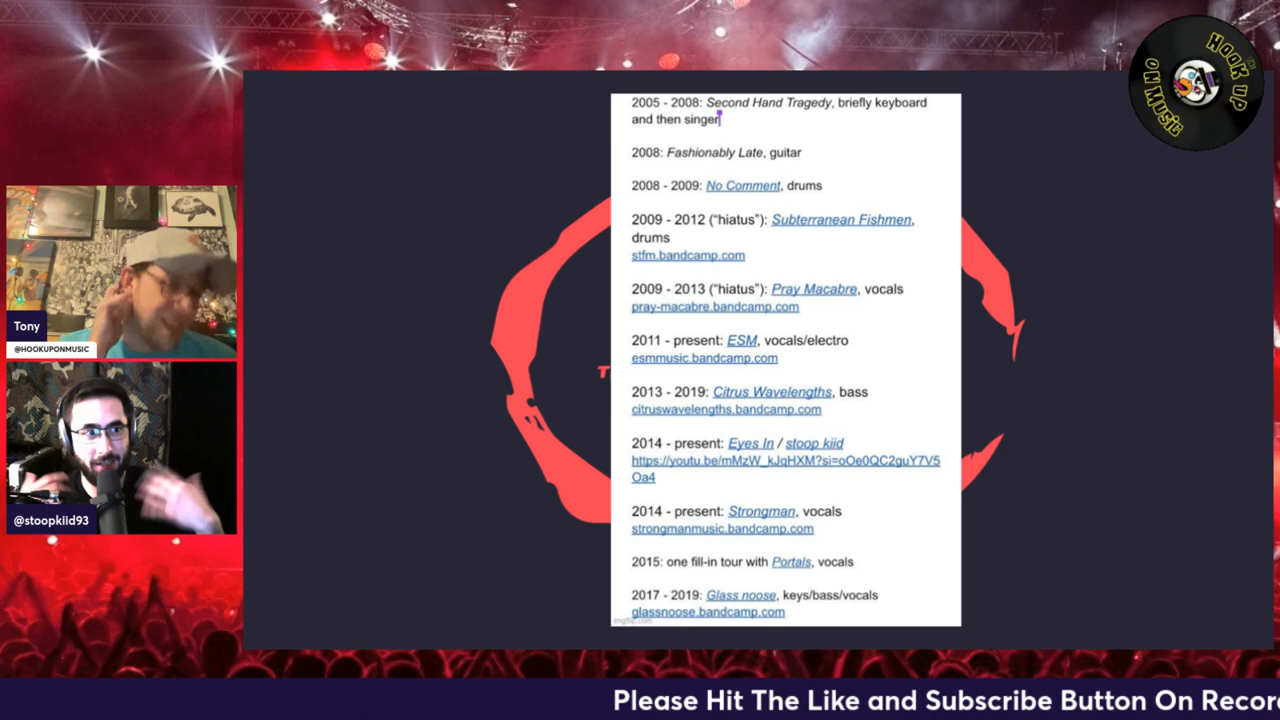 HOOK UP
ON MUSIC
2005 - 2008: Second Hand Tragedy, briefly keyboard
and then singer
2008: Fashionably Late, guitar
2008 - 2009: No Comment, drums
2009 - 2012 (“hiatus”): Subterranean Fishmen,
drums
stfm.bandcamp.com
2009 - 2013 (“hiatus”): Pray Macabre, vocals
pray-macabre.bandcamp.com
2011 - present: ESM, vocals/electro
esmmusic.bandcamp.com
2013 - 2019: Citrus Wavelengths, bass
citruswavelengths.bandcamp.com
2014 - present: Eyes In / stoop kiid
https://youtu.be/mMzW_kJqHXM?si=oOe0QC2guY7V5
Oa4
2014 - present: Strongman, vocals
strongmanmusic.bandcamp.com
2015: one fill-in tour with Portals, vocals
2017 - 2019: Glass noose, keys/bass/vocals
glassnoose.bandcamp.com
imgflip.com
Tony
@HOOKUPONMUSIC
@stoopkiid93
Please Hit The Like and Subscribe Button On Recor